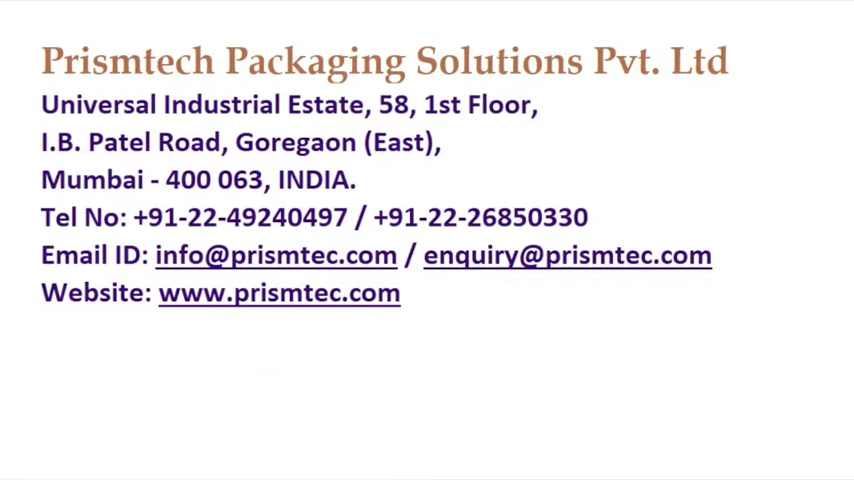 Prismtech Packaging Solutions Pvt. Ltd
Universal Industrial Estate, 58, 1st Floor,
I.B. Patel Road, Goregaon (East),
Mumbai - 400 063, INDIA.
Tel No: +91-22-49240497 / +91-22-26850330
Email ID: info@prismtec.com / enquiry@prismtec.com
Website: www.prismtec.com